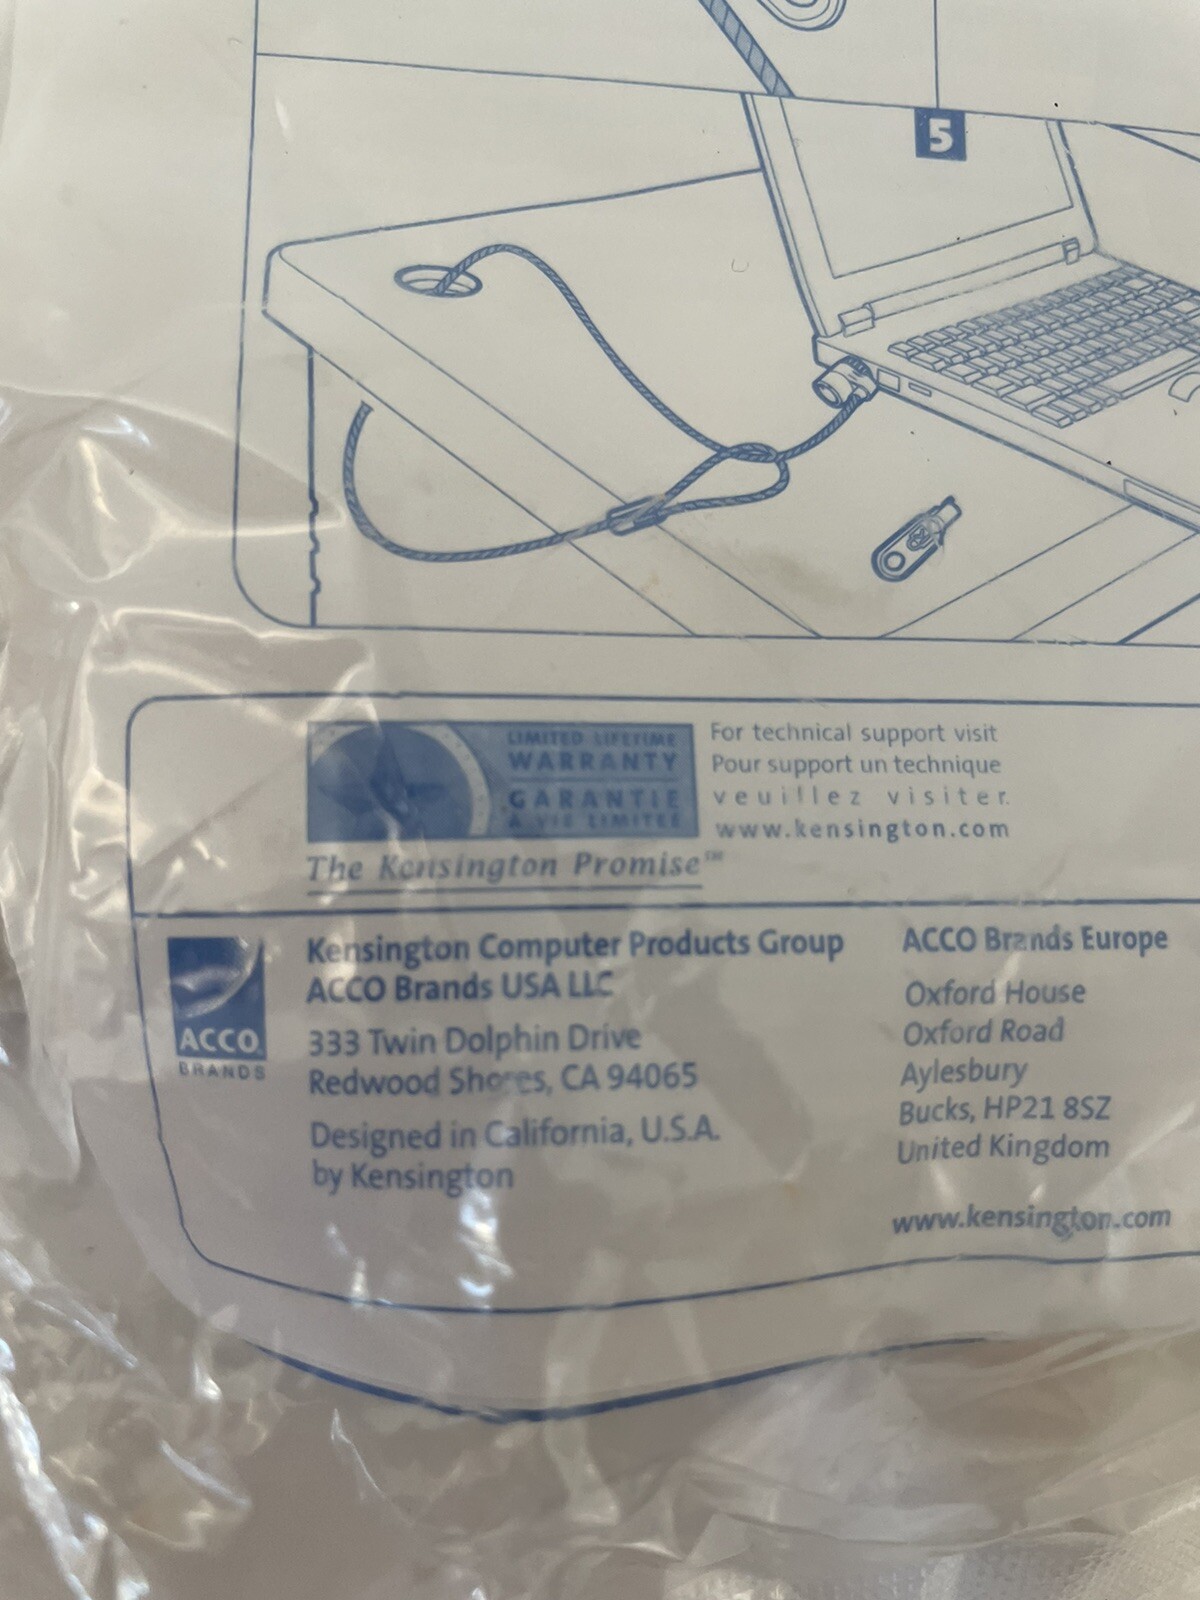 5
LIMITED LIFETIME
WARRANTY
GARANTIE
A VIE LIMITEE
The Kensington Promise℠
For technical support visit
Pour support un technique
veuillez visiter.
www.kensington.com
ACCO
BRANDS
Kensington Computer Products Group
ACCO Brands USA LLC
333 Twin Dolphin Drive
Redwood Shores, CA 94065
Designed in California, U.S.A.
by Kensington
ACCO Brands Europe
Oxford House
Oxford Road
Aylesbury
Bucks, HP21 8SZ
United Kingdom
www.kensington.com